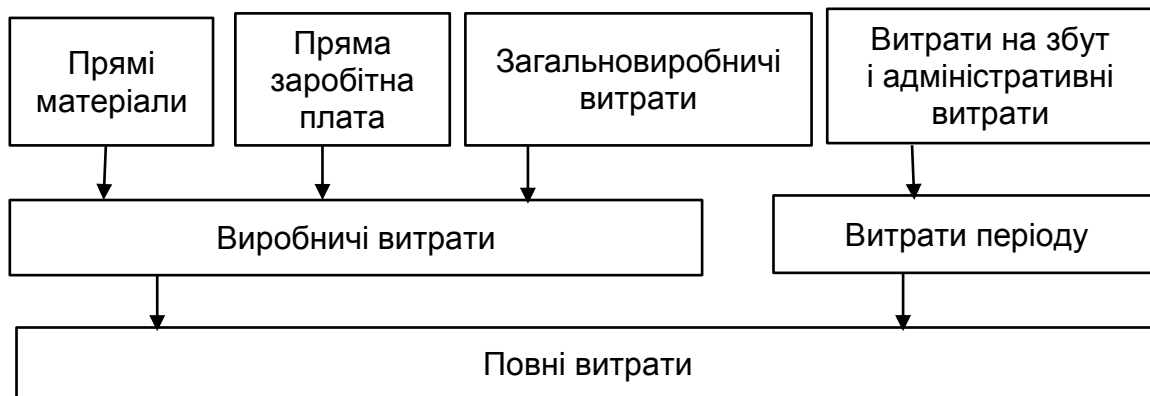 Прямі
матеріали
Пряма
заробітна
плата
Загальновиробничі
витрати
Витрати на збут
і адміністративні
витрати
Виробничі витрати
Витрати періоду
Повні витрати